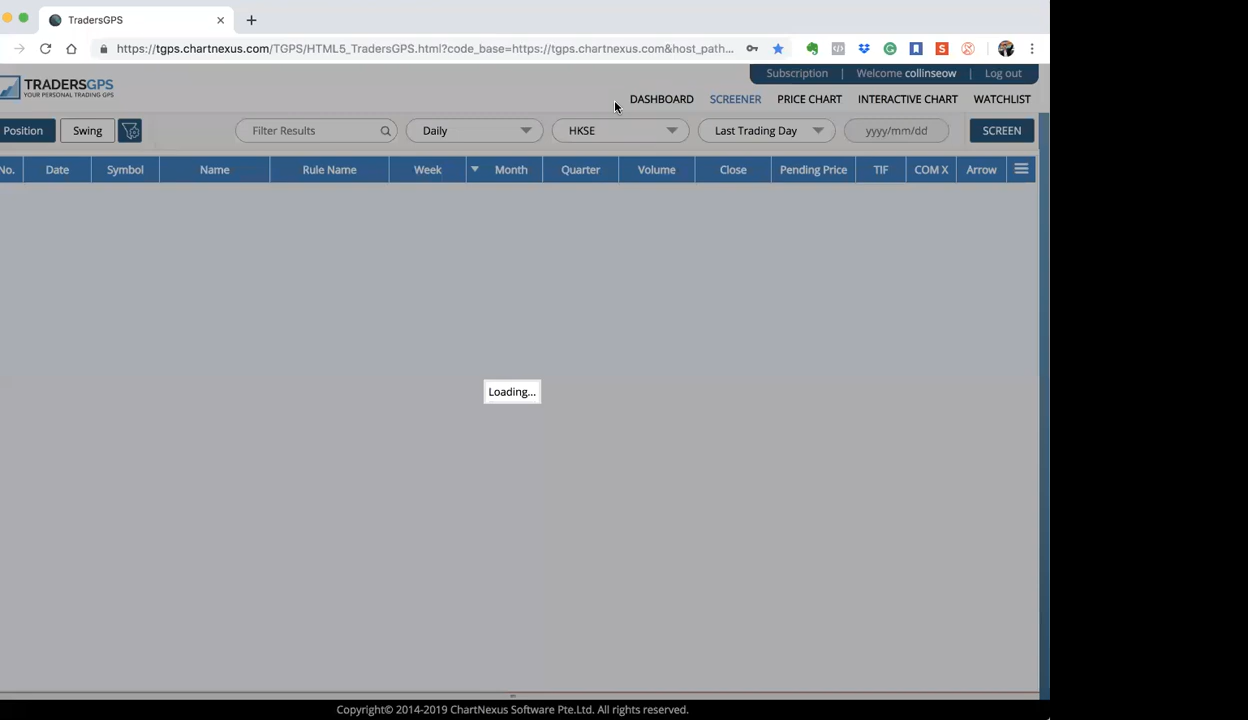 TradersGPS
https://tgps.chartnexus.com/TGPS/HTML5_TradersGPS.html?code_base=https://tgps.chartnexus.com&host_path...
Subscription | Welcome collinseow | Log out
TRADERSGPS
YOUR PERSONAL TRADING GPS
DASHBOARD SCREENER PRICE CHART INTERACTIVE CHART WATCHLIST
Position Swing Filter Results Daily HKSE Last Trading Day yyyy/mm/dd SCREEN
No. Date Symbol Name Rule Name Week Month Quarter Volume Close Pending Price TIF COM X Arrow
Loading...
Copyright© 2014-2019 ChartNexus Software Pte.Ltd. All rights reserved.